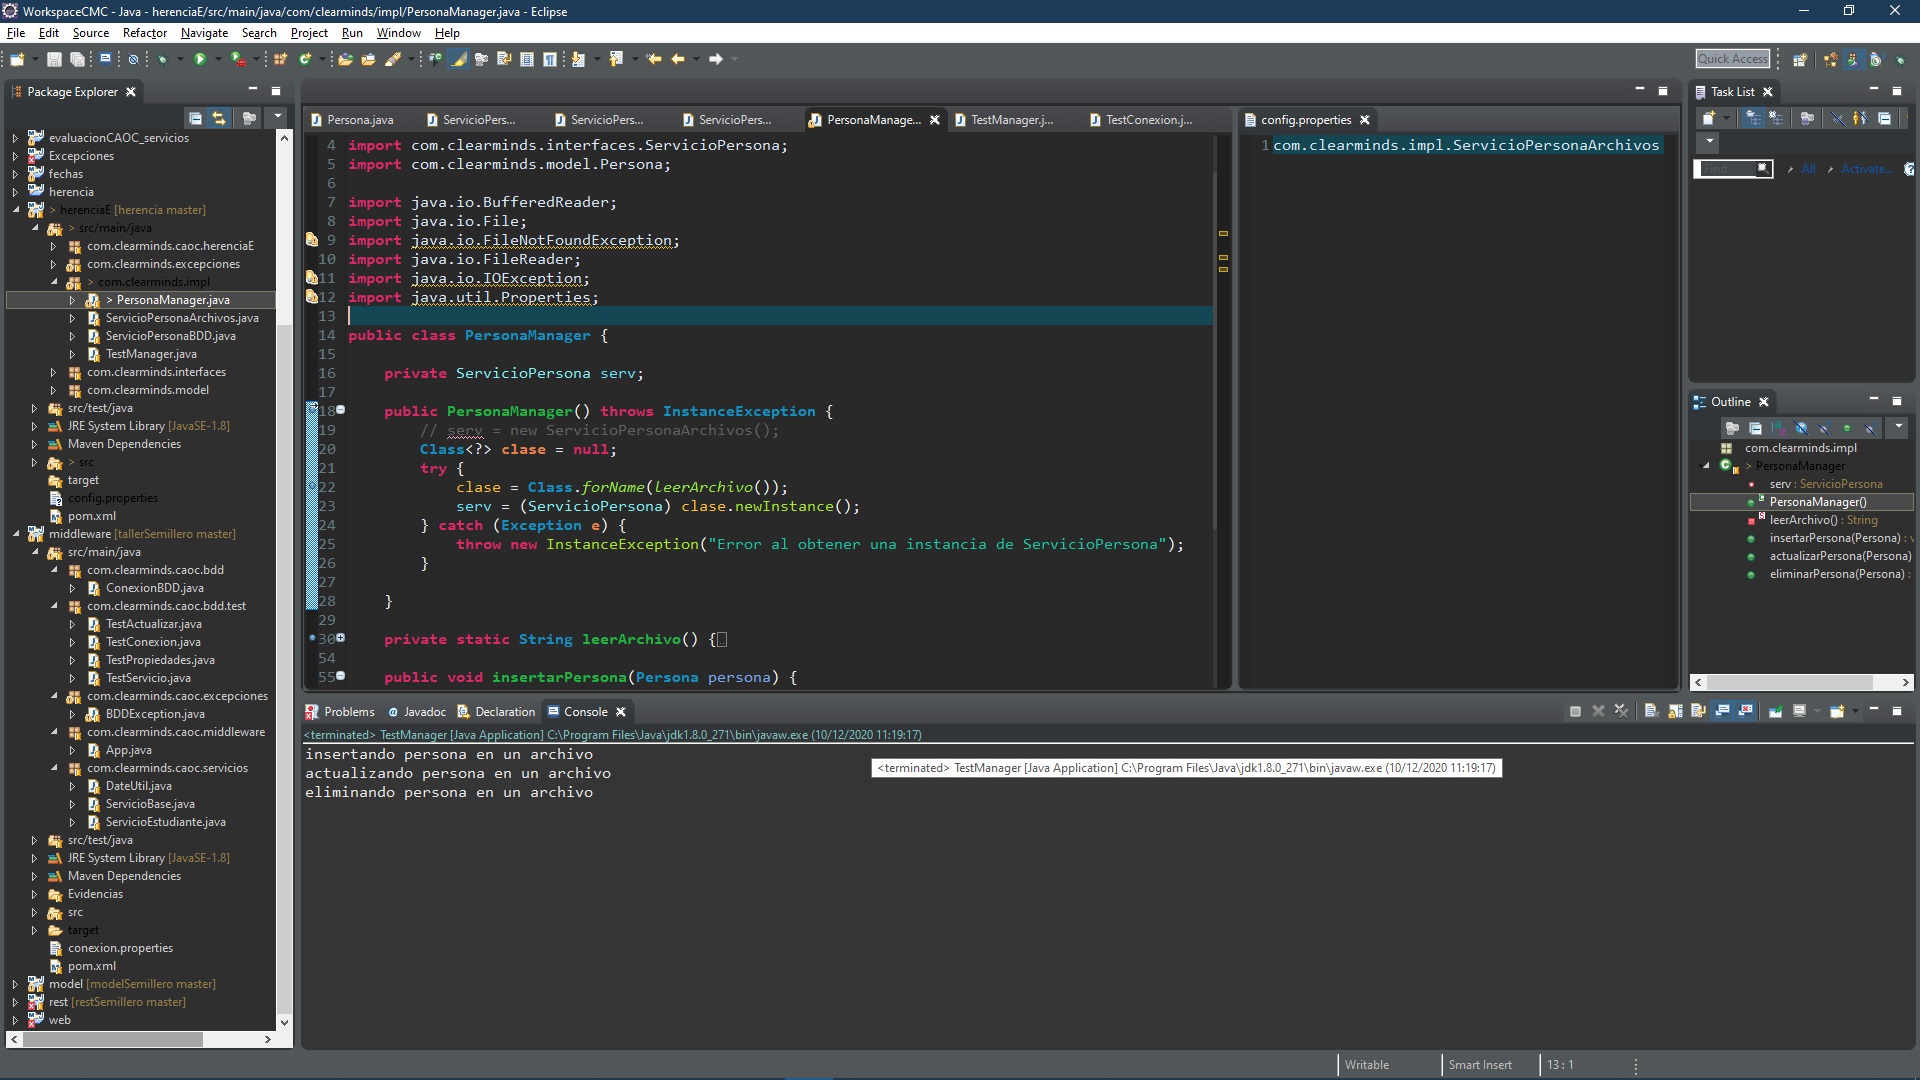 WorkspaceCMC - Java - herenciaE/src/main/java/com/clearminds/impl/PersonaManager.java - Eclipse
File Edit Source Refactor Navigate Search Project Run Window Help
Quick Access
Package Explorer
evaluacionCAOC_servicios
Excepciones
fechas
herencia
> herenciaE [herencia master]
> src/main/java
com.clearminds.caoc.herenciaE
com.clearminds.excepciones
> com.clearminds.impl
> PersonaManager.java
ServicioPersonaArchivos.java
ServicioPersonaBDD.java
TestManager.java
com.clearminds.interfaces
com.clearminds.model
src/test/java
JRE System Library [JavaSE-1.8]
Maven Dependencies
> src
target
config.properties
pom.xml
middleware [tallerSemillero master]
src/main/java
com.clearminds.caoc.bdd
ConexionBDD.java
com.clearminds.caoc.bdd.test
TestActualizar.java
TestConexion.java
TestPropiedades.java
TestServicio.java
com.clearminds.caoc.excepciones
BDDException.java
com.clearminds.caoc.middleware
App.java
com.clearminds.caoc.servicios
DateUtil.java
ServicioBase.java
ServicioEstudiante.java
src/test/java
JRE System Library [JavaSE-1.8]
Maven Dependencies
Evidencias
src
target
conexion.properties
pom.xml
model [modelSemillero master]
rest [restSemillero master]
web
Persona.java ServicioPers... ServicioPers... ServicioPers... PersonaManage... TestManager.j... TestConexion.j...
4 import com.clearminds.interfaces.ServicioPersona;
5 import com.clearminds.model.Persona;
6
7 import java.io.BufferedReader;
8 import java.io.File;
9 import java.io.FileNotFoundException;
10 import java.io.FileReader;
11 import java.io.IOException;
12 import java.util.Properties;
13
14 public class PersonaManager {
15
16 private ServicioPersona serv;
17
18 public PersonaManager() throws InstanceException {
19 // serv = new ServicioPersonaArchivos();
20 Class<?> clase = null;
21 try {
22 clase = Class.forName(leerArchivo());
23 serv = (ServicioPersona) clase.newInstance();
24 } catch (Exception e) {
25 throw new InstanceException("Error al obtener una instancia de ServicioPersona");
26 }
27
28 }
29
30 private static String leerArchivo() {
54
55 public void insertarPersona(Persona persona) {
config.properties
1 com.clearminds.impl.ServicioPersonaArchivos
Task List
Find All Activate...
Outline
com.clearminds.impl
> PersonaManager
serv : ServicioPersona
PersonaManager()
leerArchivo() : String
insertarPersona(Persona) : v
actualizarPersona(Persona)
eliminarPersona(Persona) :
Problems @ Javadoc Declaration Console
<terminated> TestManager [Java Application] C:\Program Files\Java\jdk1.8.0_271\bin\javaw.exe (10/12/2020 11:19:17)
insertando persona en un archivo
actualizando persona en un archivo
eliminando persona en un archivo
<terminated> TestManager [Java Application] C:\Program Files\Java\jdk1.8.0_271\bin\javaw.exe (10/12/2020 11:19:17)
Writable Smart Insert 13 : 1